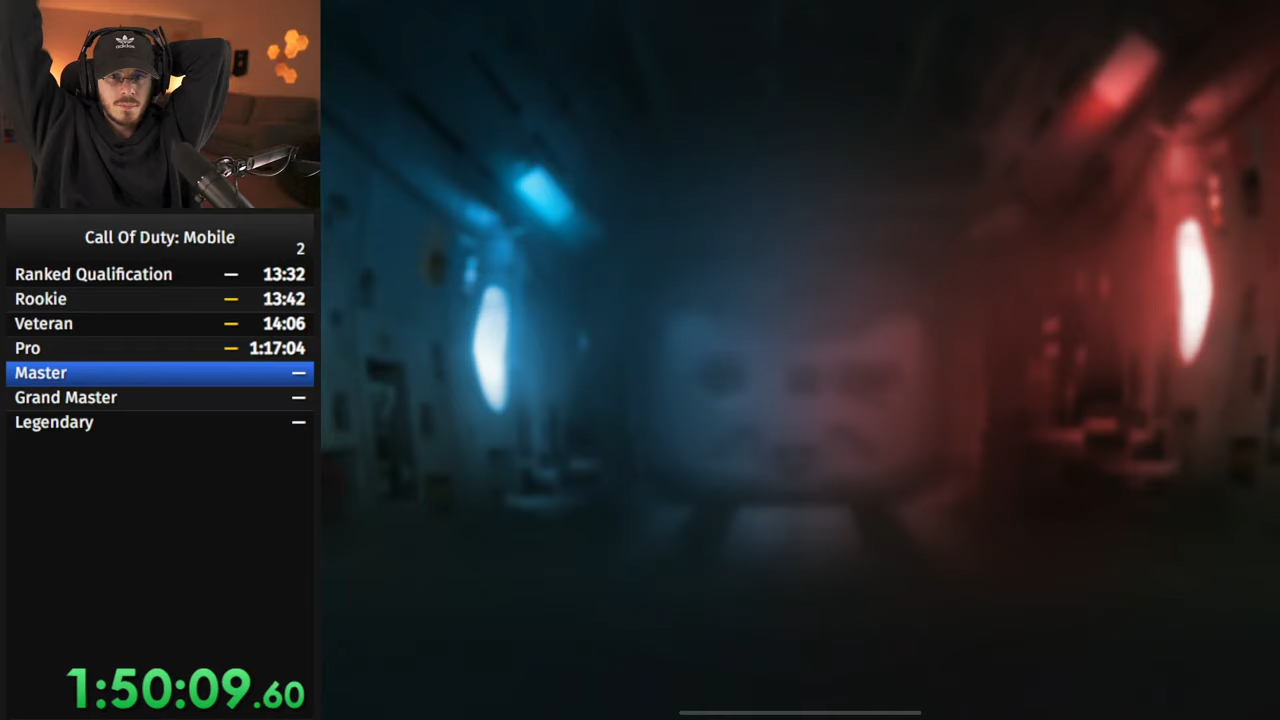 adidas
Call Of Duty: Mobile
2
Ranked Qualification — 13:32
Rookie — 13:42
Veteran — 14:06
Pro — 1:17:04
Master —
Grand Master —
Legendary —
1:50:09.60